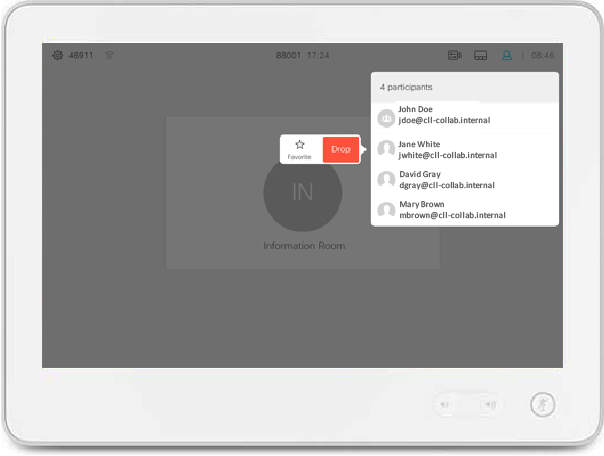 46911
88001 17:24
08:46
4 participants
John Doe
jdoe@cll-collab.internal
Jane White
jwhite@cll-collab.internal
David Gray
dgray@cll-collab.internal
Mary Brown
mbrown@cll-collab.internal
Favorite
Drop
IN
Information Room